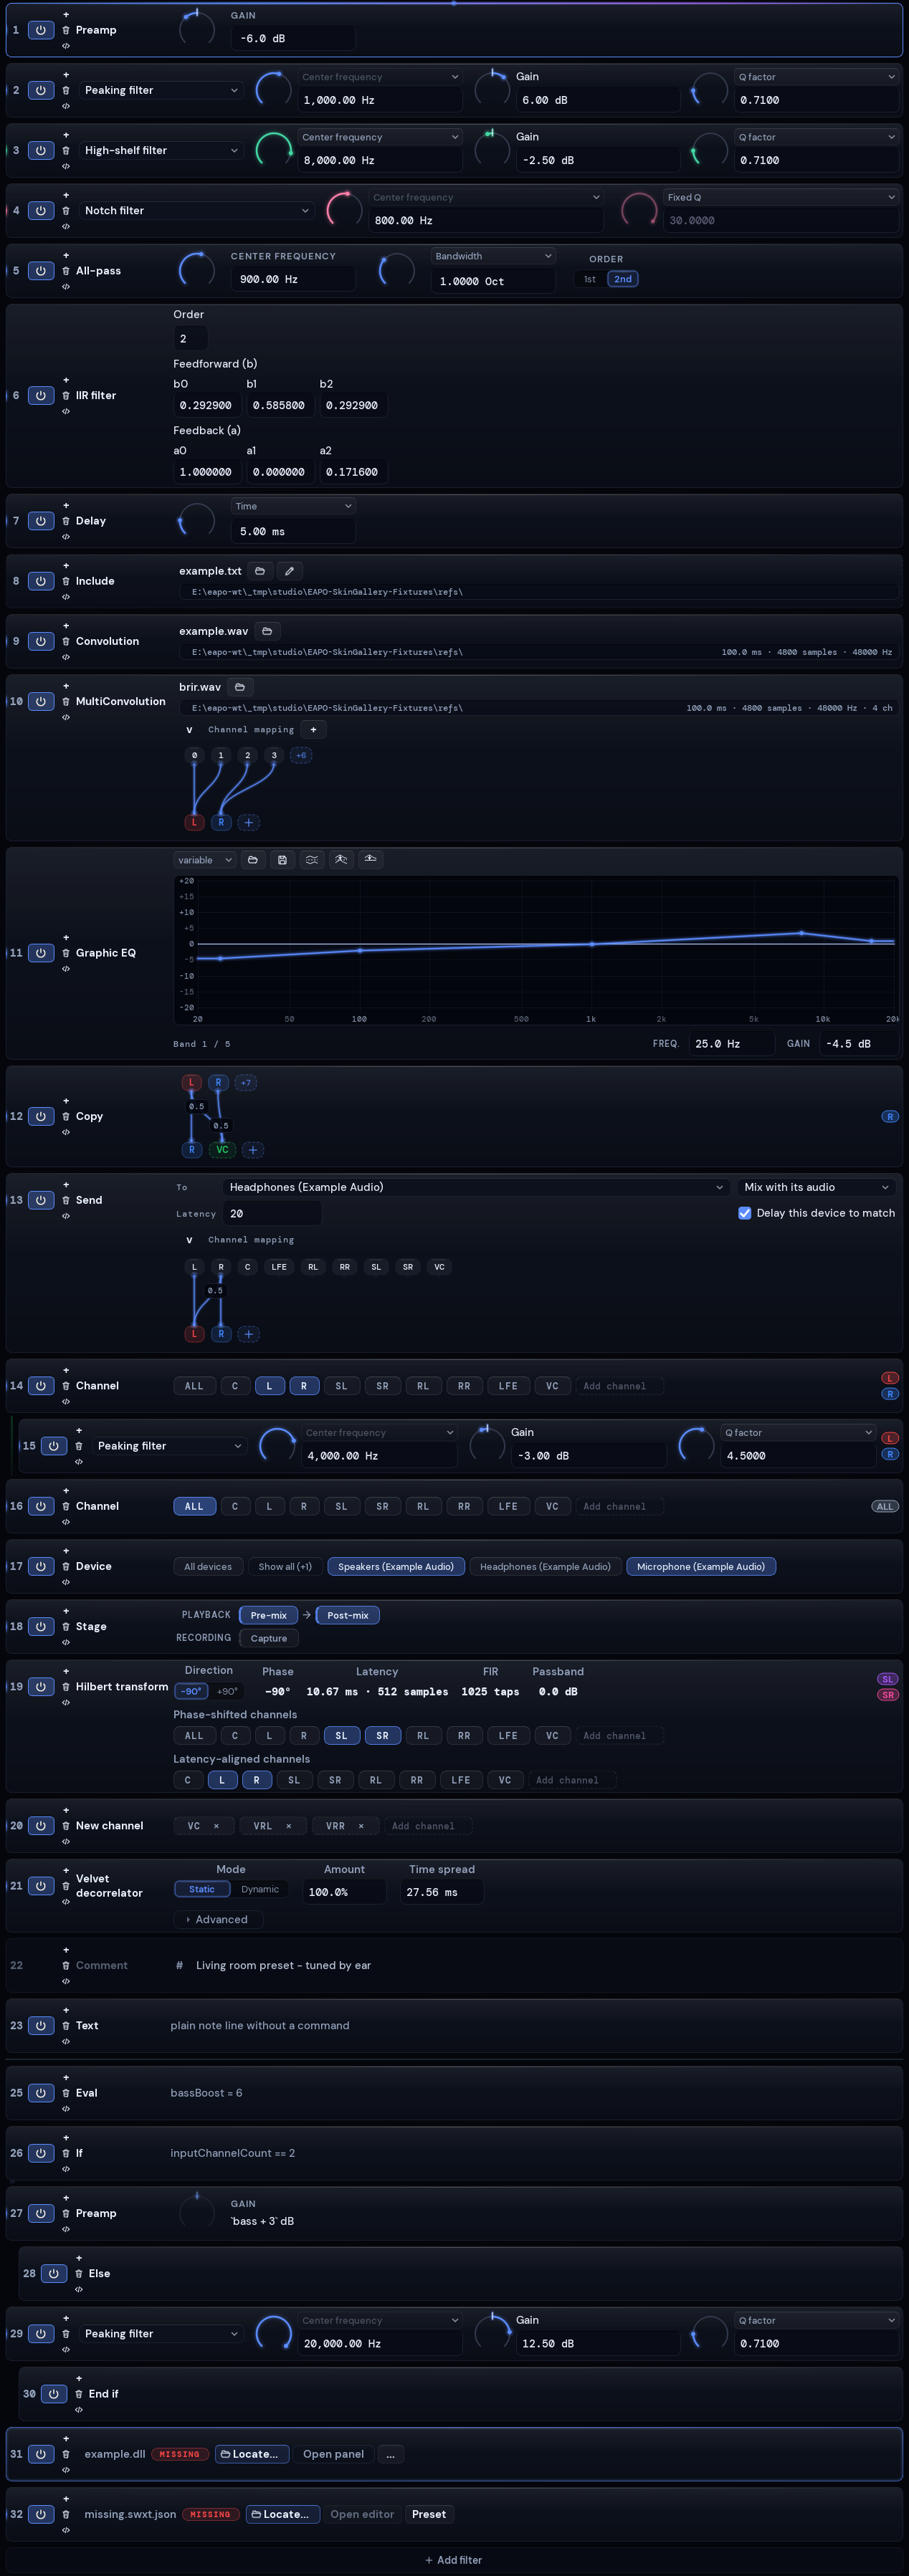 1 Preamp GAIN
-6.0 dB
2 Peaking filter Center frequency 1,000.00 Hz Gain 6.00 dB Q factor 0.7100
3 High-shelf filter Center frequency 8,000.00 Hz Gain -2.50 dB Q factor 0.7100
4 Notch filter Center frequency 800.00 Hz Fixed Q 30.0000
5 All-pass CENTER FREQUENCY 900.00 Hz Bandwidth 1.0000 Oct ORDER 1st 2nd
6 IIR filter
Order
2
Feedforward (b)
b0 b1 b2
0.292900 0.585800 0.292900
Feedback (a)
a0 a1 a2
1.000000 0.000000 0.171600
7 Delay Time
5.00 ms
8 Include example.txt
E:\eapo-wt\_tmp\studio\EAPO-SkinGallery-Fixtures\refs\
9 Convolution example.wav
E:\eapo-wt\_tmp\studio\EAPO-SkinGallery-Fixtures\refs\ 100.0 ms · 4800 samples · 48000 Hz
10 MultiConvolution brir.wav
E:\eapo-wt\_tmp\studio\EAPO-SkinGallery-Fixtures\refs\ 100.0 ms · 4800 samples · 48000 Hz · 4 ch
v Channel mapping +
0 1 2 3 +6
L R +
11 Graphic EQ
variable
+20
+15
+10
+5
0
-5
-10
-15
-20
20 50 100 200 500 1k 2k 5k 10k 20k
Band 1 / 5 FREQ. 25.0 Hz GAIN -4.5 dB
12 Copy
L R +7
0.5
0.5
R VC +
R
13 Send
To Headphones (Example Audio) Mix with its audio
Latency 20 Delay this device to match
v Channel mapping
L R C LFE RL RR SL SR VC
0.5
L R +
14 Channel ALL C L R SL SR RL RR LFE VC Add channel L R
15 Peaking filter Center frequency 4,000.00 Hz Gain -3.00 dB Q factor 4.5000 L R
16 Channel ALL C L R SL SR RL RR LFE VC Add channel ALL
17 Device All devices Show all (+1) Speakers (Example Audio) Headphones (Example Audio) Microphone (Example Audio)
18 Stage
PLAYBACK Pre-mix → Post-mix
RECORDING Capture
19 Hilbert transform
Direction Phase Latency FIR Passband
-90° +90° -90° 10.67 ms · 512 samples 1025 taps 0.0 dB
SL
SR
Phase-shifted channels
ALL C L R SL SR RL RR LFE VC Add channel
Latency-aligned channels
C L R SL SR RL RR LFE VC Add channel
20 New channel VC × VRL × VRR × Add channel
21 Velvet decorrelator
Mode Amount Time spread
Static Dynamic 100.0% 27.56 ms
Advanced
22 Comment # Living room preset - tuned by ear
23 Text plain note line without a command
25 Eval bassBoost = 6
26 If inputChannelCount == 2
27 Preamp GAIN
`bass + 3` dB
28 Else
29 Peaking filter Center frequency 20,000.00 Hz Gain 12.50 dB Q factor 0.7100
30 End if
31 example.dll MISSING Locate... Open panel ...
32 missing.swxt.json MISSING Locate... Open editor Preset
+ Add filter